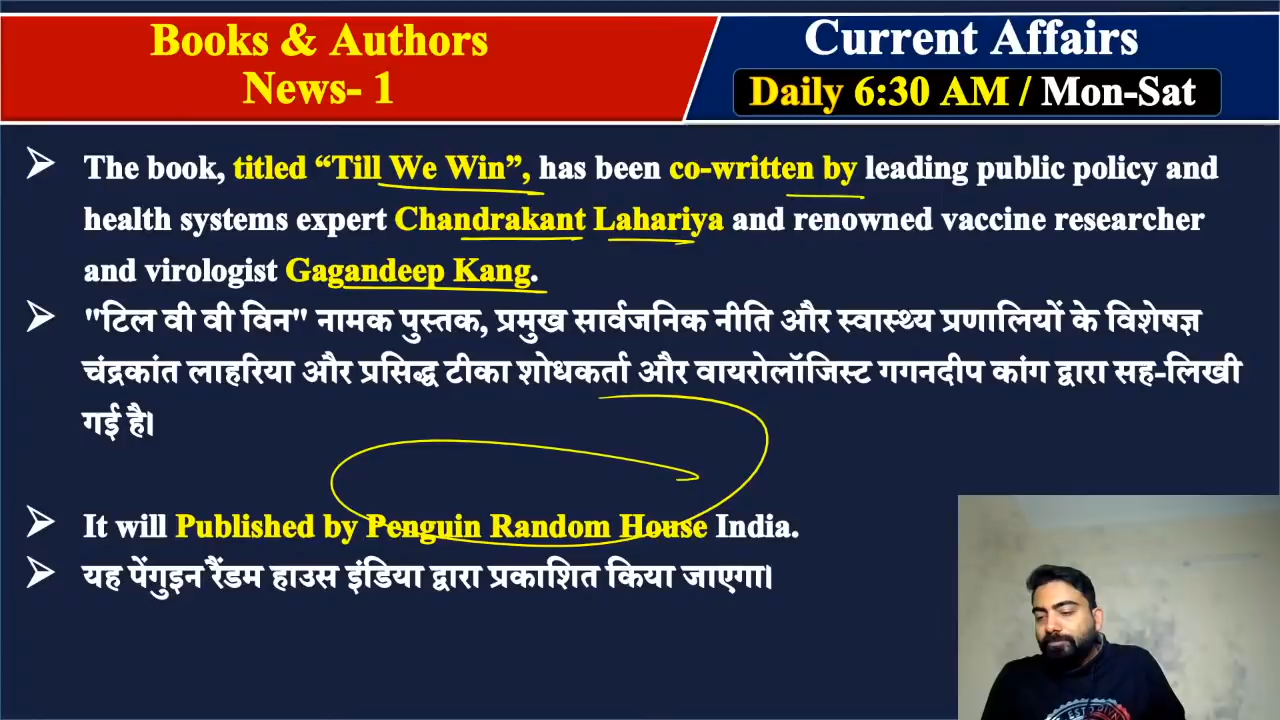 Books & Authors
News- 1
Current Affairs
Daily 6:30 AM / Mon-Sat
➤ The book, titled “Till We Win”, has been co-written by leading public policy and
health systems expert Chandrakant Lahariya and renowned vaccine researcher
and virologist Gagandeep Kang.
➤ "टिल वी वी विन" नामक पुस्तक, प्रमुख सार्वजनिक नीति और स्वास्थ्य प्रणालियों के विशेषज्ञ
चंद्रकांत लाहरिया और प्रसिद्ध टीका शोधकर्ता और वायरोलॉजिस्ट गगनदीप कांग द्वारा सह-लिखी
गई है।
➤ It will Published by Penguin Random House India.
➤ यह पेंगुइन रैंडम हाउस इंडिया द्वारा प्रकाशित किया जाएगा।